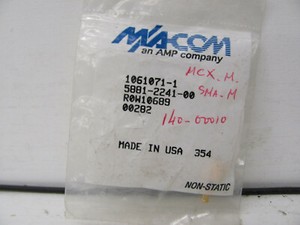 M/A-COM
an AMP company
1061071-1
MCX-M-
5881-2241-00
SMA-M
R0W10689
00282
140-00010
MADE IN USA 354
NON-STATIC